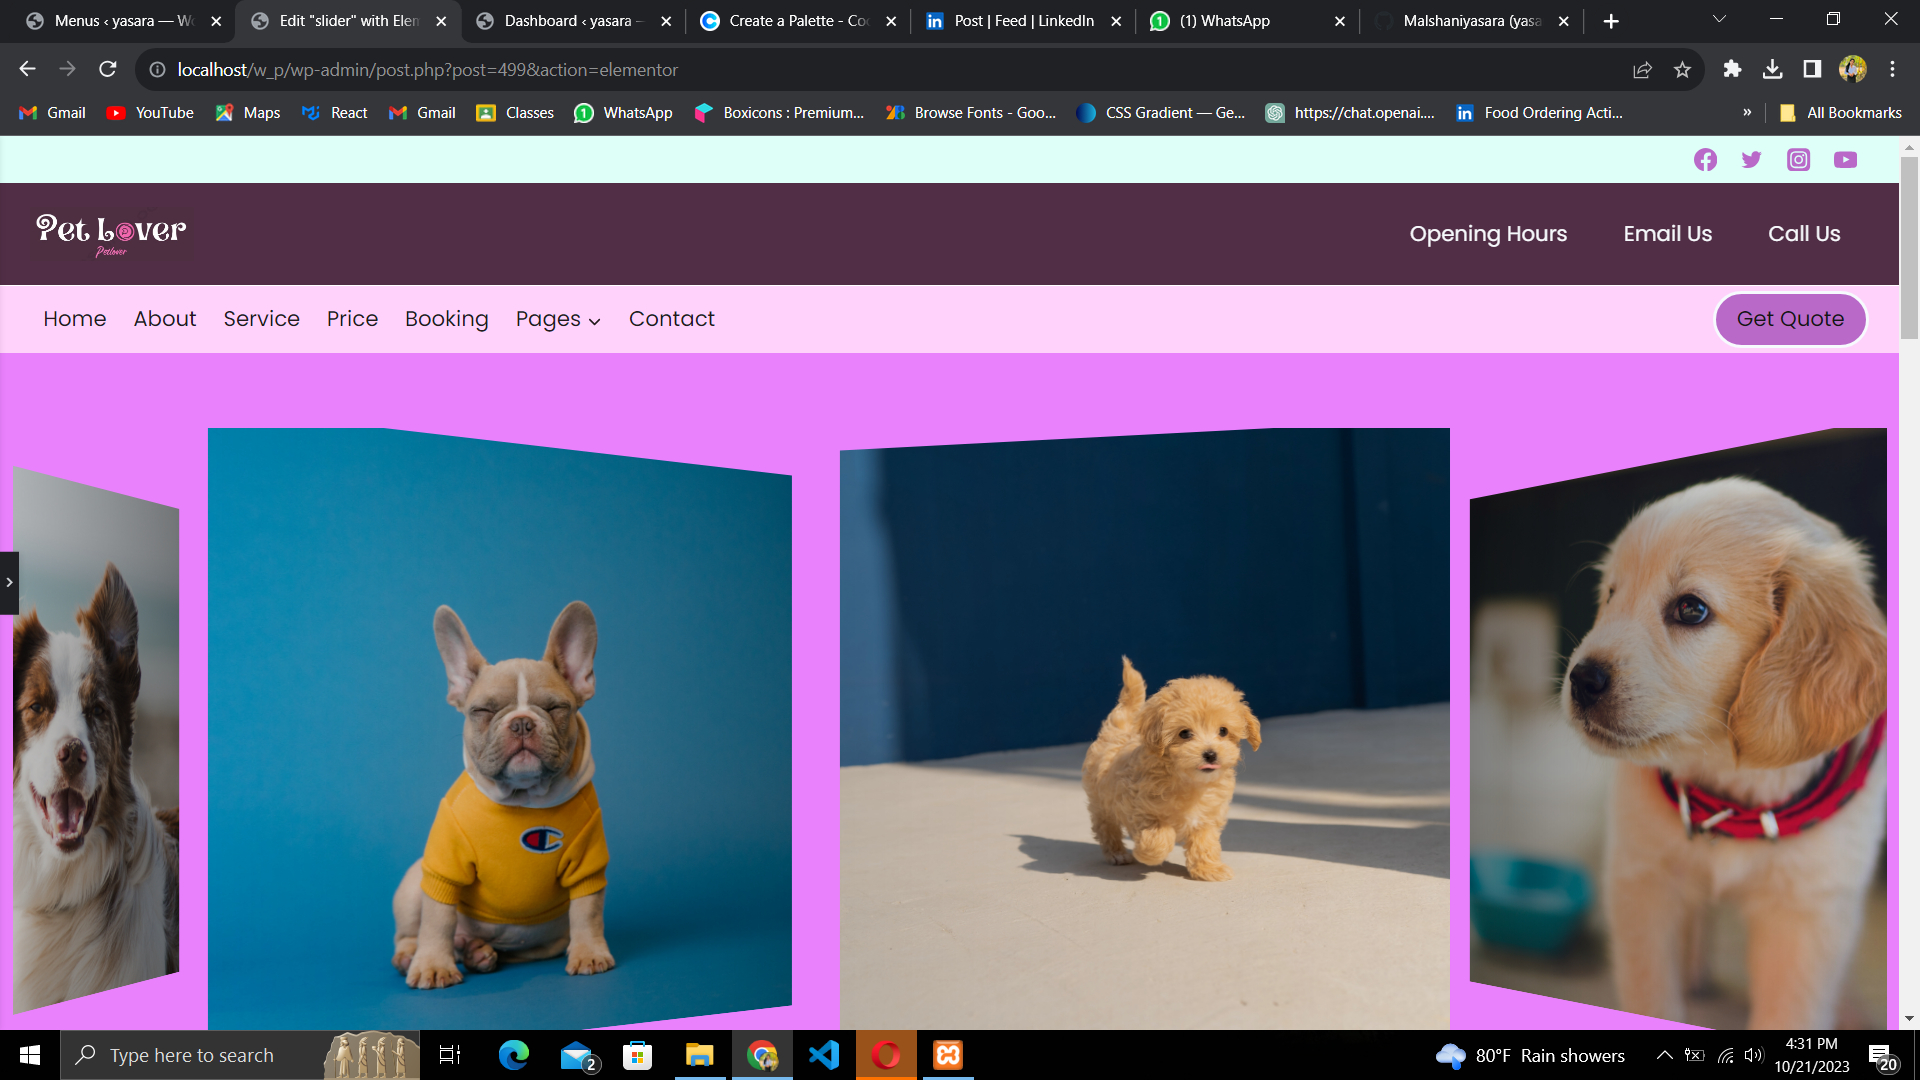 Menus ‹ yasara — Wo
Edit "slider" with Elem
Dashboard ‹ yasara —
Create a Palette - Coo
Post | Feed | LinkedIn
(1) WhatsApp
Malshaniyasara (yasa
localhost/w_p/wp-admin/post.php?post=499&action=elementor
Gmail
YouTube
Maps
React
Gmail
Classes
WhatsApp
Boxicons : Premium...
Browse Fonts - Goo...
CSS Gradient — Ge...
https://chat.openai....
Food Ordering Acti...
»
All Bookmarks
Pet Lover
Petlover
Opening Hours
Email Us
Call Us
Home
About
Service
Price
Booking
Pages
Contact
Get Quote
Type here to search
2
80°F Rain showers
4:31 PM
10/21/2023
20